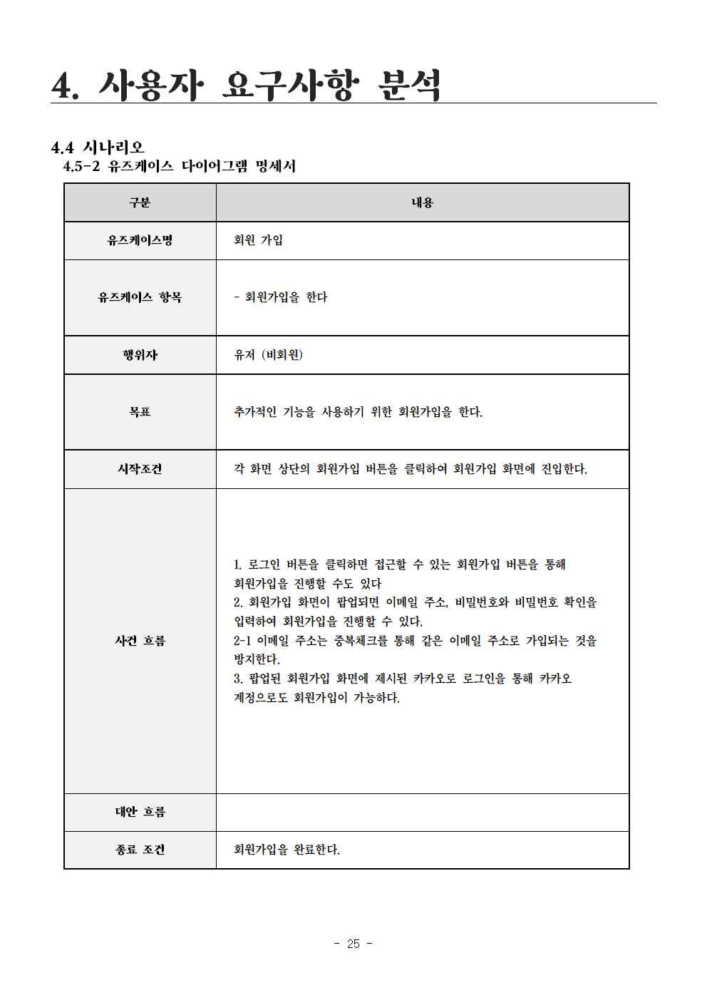 4. 사용자 요구사항 분석
4.4 시나리오
4.5-2 유즈케이스 다이어그램 명세서
구분 내용
유즈케이스명 회원 가입
유즈케이스 항목 - 회원가입을 한다
행위자 유저 (비회원)
목표 추가적인 기능을 사용하기 위한 회원가입을 한다.
시작조건 각 화면 상단의 회원가입 버튼을 클릭하여 회원가입 화면에 진입한다.
사건 흐름
1. 로그인 버튼을 클릭하면 접근할 수 있는 회원가입 버튼을 통해
회원가입을 진행할 수도 있다
2. 회원가입 화면이 팝업되면 이메일 주소, 비밀번호와 비밀번호 확인을
입력하여 회원가입을 진행할 수 있다.
2-1 이메일 주소는 중복체크를 통해 같은 이메일 주소로 가입되는 것을
방지한다.
3. 팝업된 회원가입 화면에 제시된 카카오로 로그인을 통해 카카오
계정으로도 회원가입이 가능하다.
대안 흐름
종료 조건 회원가입을 완료한다.
- 25 -